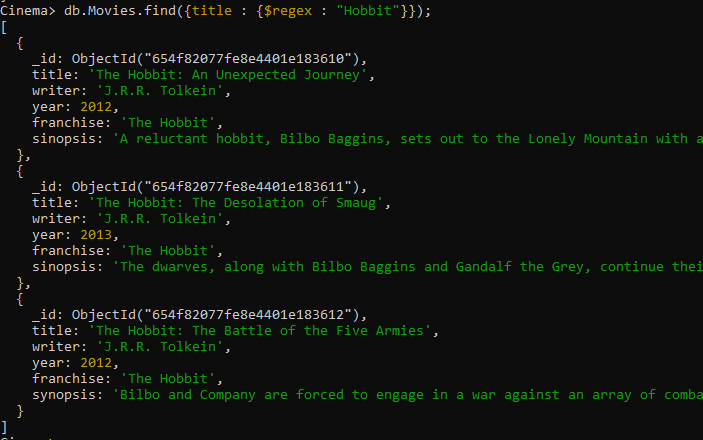 Cinema> db.Movies.find({title : {$regex : "Hobbit"}});
[
  {
    _id: ObjectId("654f82077fe8e4401e183610"),
    title: 'The Hobbit: An Unexpected Journey',
    writer: 'J.R.R. Tolkein',
    year: 2012,
    franchise: 'The Hobbit',
    sinopsis: 'A reluctant hobbit, Bilbo Baggins, sets out to the Lonely Mountain with a
  },
  {
    _id: ObjectId("654f82077fe8e4401e183611"),
    title: 'The Hobbit: The Desolation of Smaug',
    writer: 'J.R.R. Tolkein',
    year: 2013,
    franchise: 'The Hobbit',
    sinopsis: 'The dwarves, along with Bilbo Baggins and Gandalf the Grey, continue thei
  },
  {
    _id: ObjectId("654f82077fe8e4401e183612"),
    title: 'The Hobbit: The Battle of the Five Armies',
    writer: 'J.R.R. Tolkein',
    year: 2012,
    franchise: 'The Hobbit',
    synopsis: 'Bilbo and Company are forced to engage in a war against an array of comba
  }
]